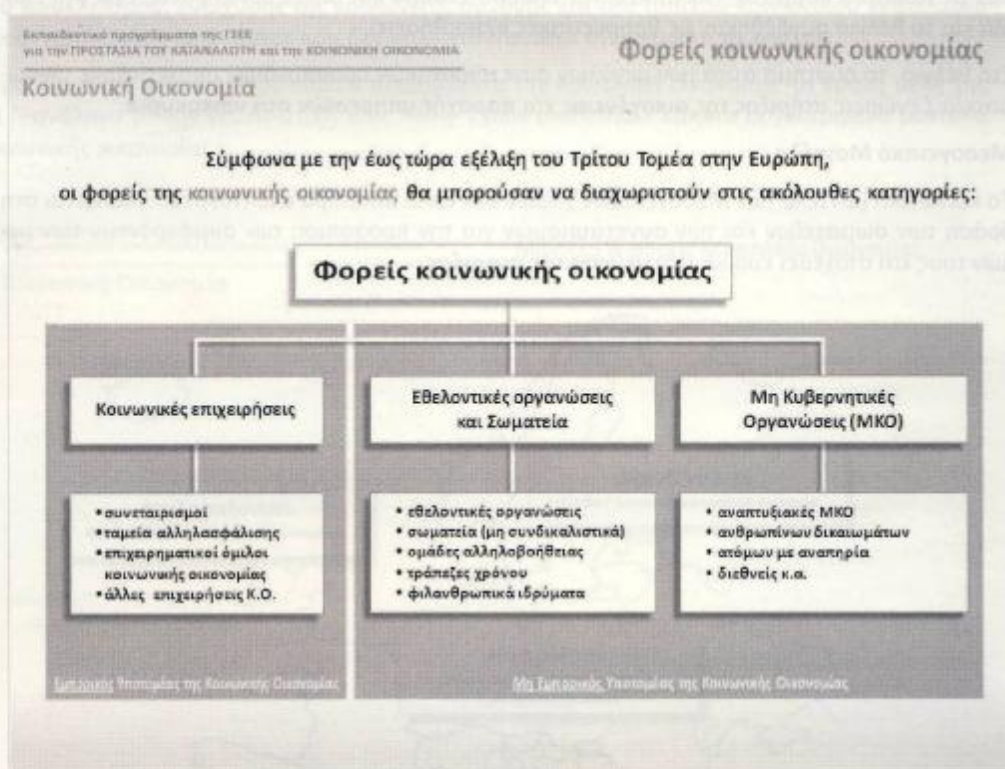 Εκπαιδευτικά προγράμματα της ΓΣΕΕ
για την ΠΡΟΣΤΑΣΙΑ ΤΟΥ ΚΑΤΑΝΑΛΩΤΗ και την ΚΟΙΝΩΝΙΚΗ ΟΙΚΟΝΟΜΙΑ
Κοινωνική Οικονομία
Φορείς κοινωνικής οικονομίας
Σύμφωνα με την έως τώρα εξέλιξη του Τρίτου Τομέα στην Ευρώπη,
οι φορείς της κοινωνικής οικονομίας θα μπορούσαν να διαχωριστούν στις ακόλουθες κατηγορίες:
Φορείς κοινωνικής οικονομίας
Κοινωνικές επιχειρήσεις
• συνεταιρισμοί
• ταμεία αλληλασφάλισης
• επιχειρηματικοί όμιλοι
κοινωνικής οικονομίας
• άλλες επιχειρήσεις Κ.Ο.
Εμπορικός Υποτομέας της Κοινωνικής Οικονομίας
Εθελοντικές οργανώσεις
και Σωματεία
• εθελοντικές οργανώσεις
• σωματεία (μη συνδικαλιστικά)
• ομάδες αλληλοβοήθειας
• τράπεζες χρόνου
• φιλανθρωπικά ιδρύματα
Μη Κυβερνητικές
Οργανώσεις (ΜΚΟ)
• αναπτυξιακές ΜΚΟ
• ανθρωπίνων δικαιωμάτων
• ατόμων με αναπηρία
• διεθνείς κ.α.
Μη Εμπορικός Υποτομέας της Κοινωνικής Οικονομίας